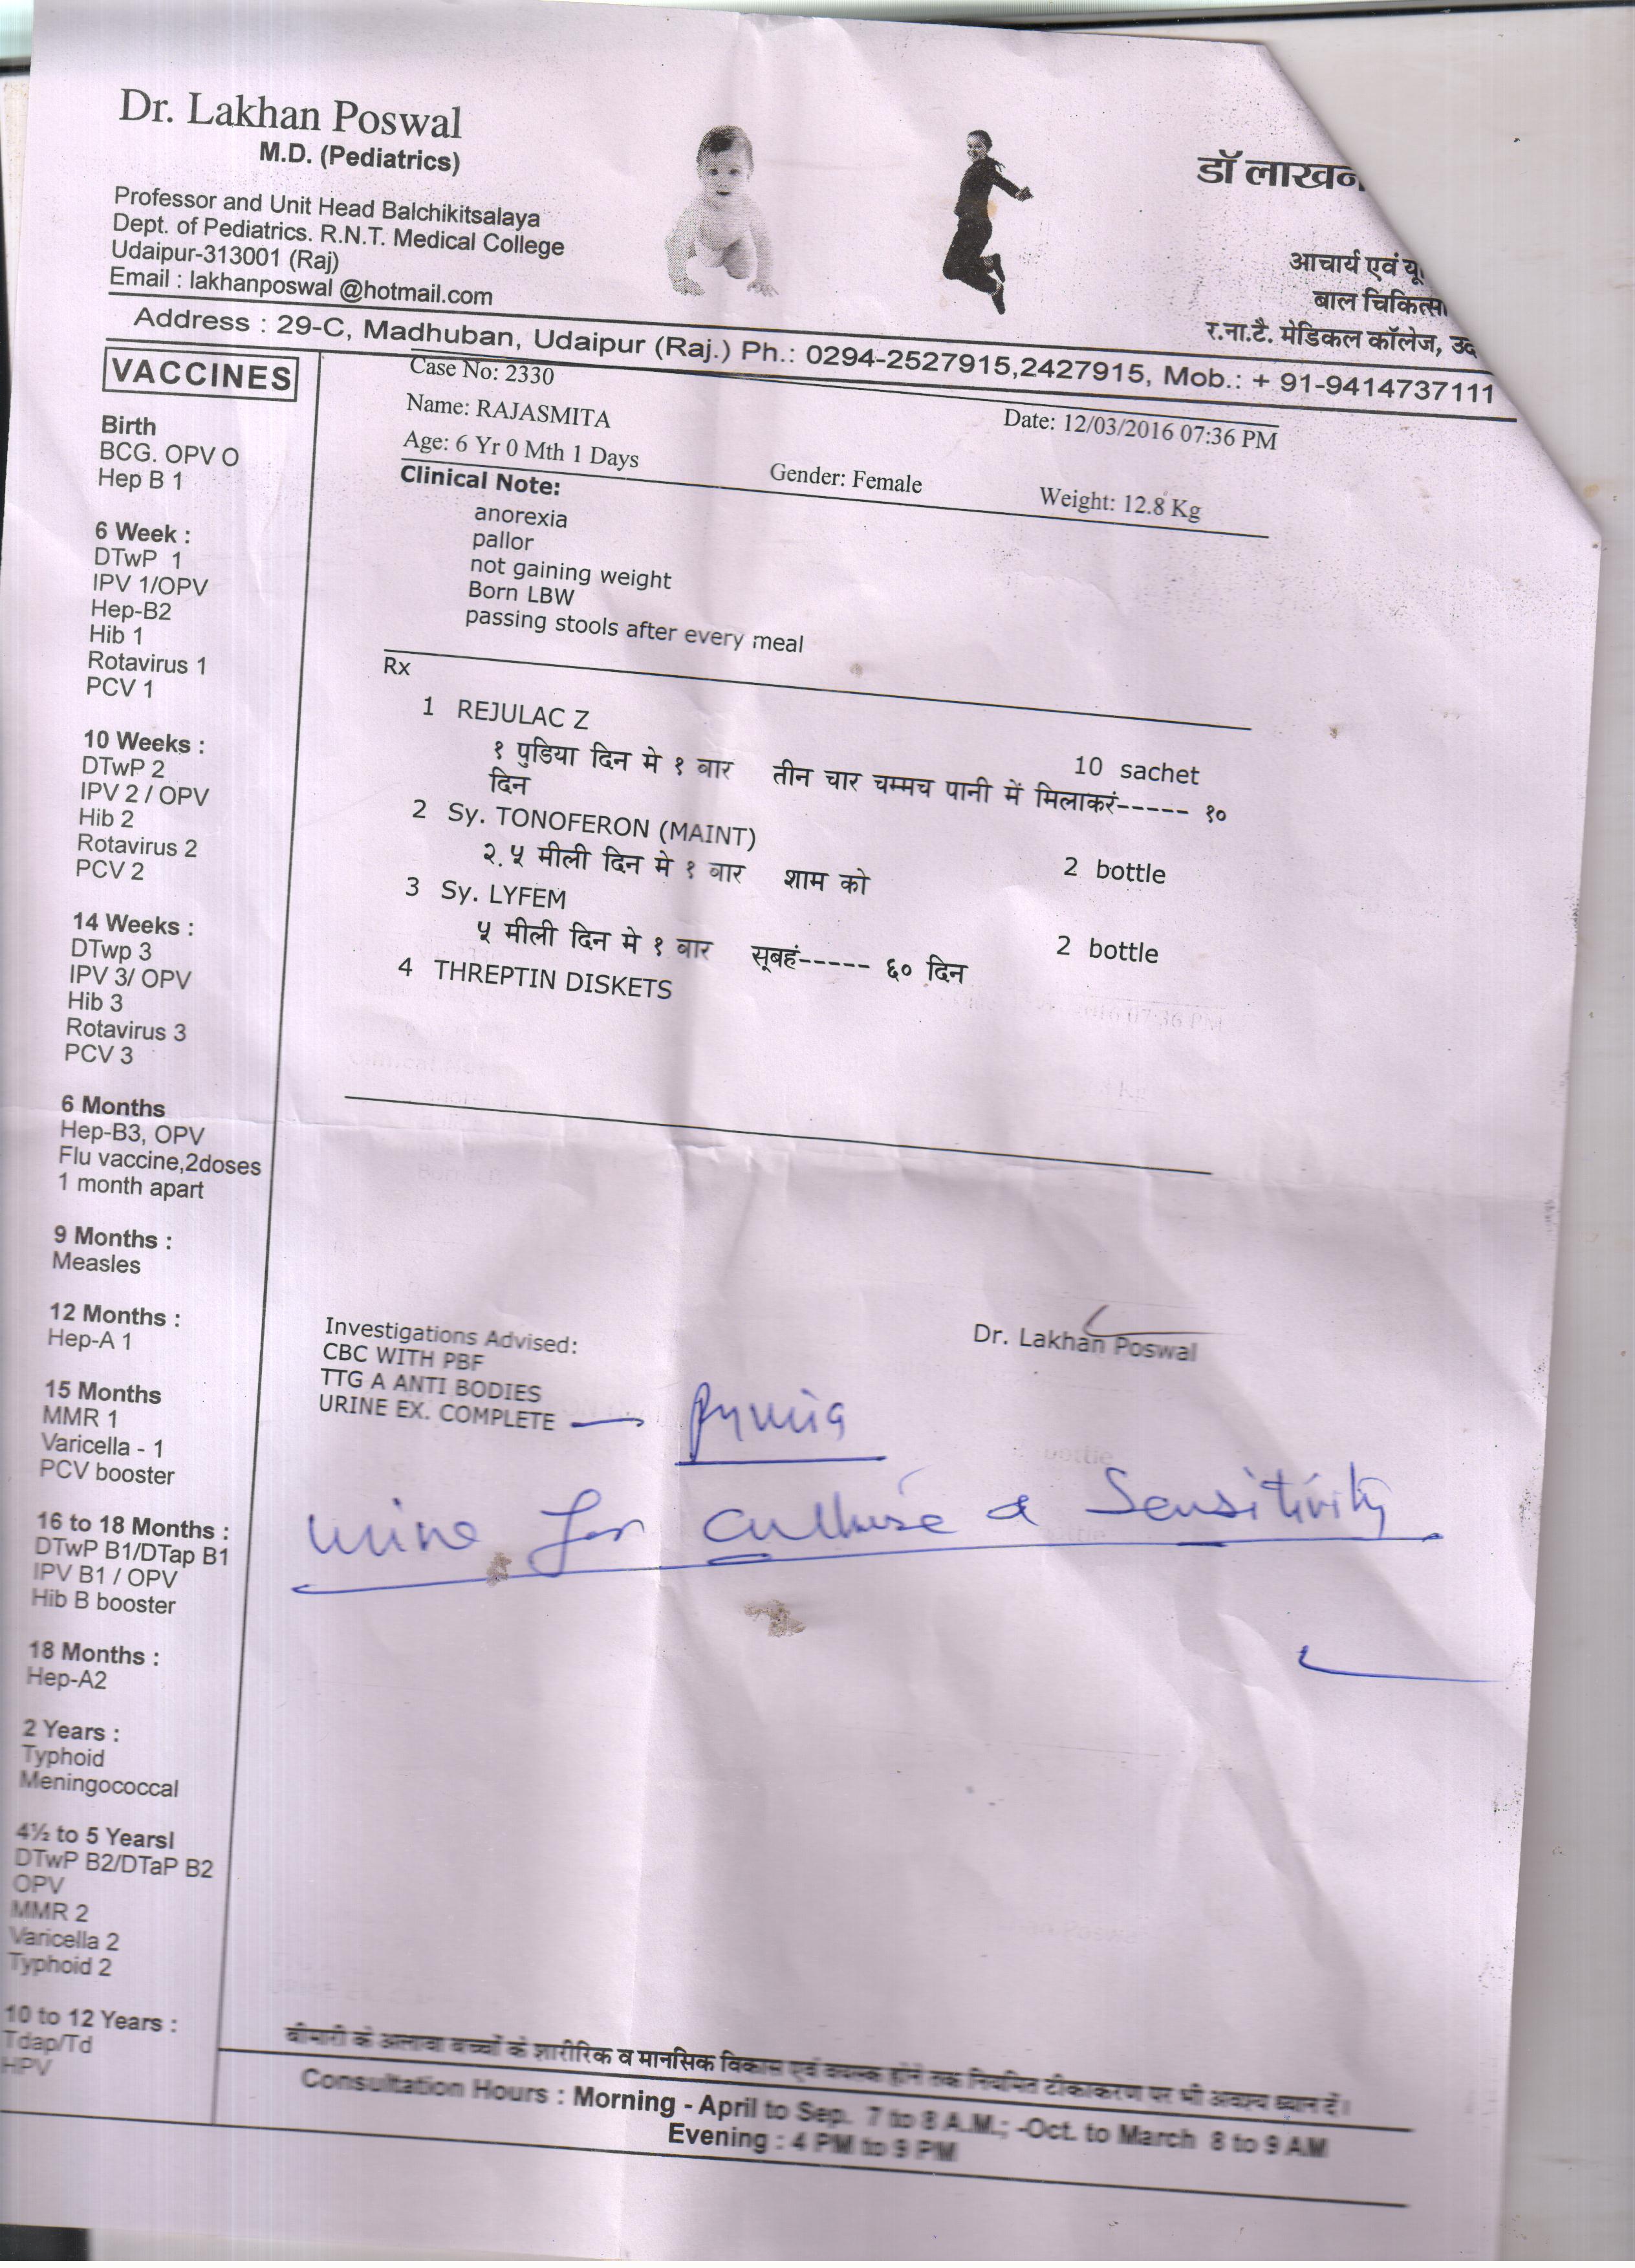 Dr. Lakhan Poswal
M.D. (Pediatrics)
Professor and Unit Head Balchikitsalaya
Dept. of Pediatrics. R.N.T. Medical College
Udaipur-313001 (Raj)
Email : lakhanposwal @hotmail.com
डॉ लाखन
आचार्य एवं यू
बाल चिकित्सा
र.ना.टै. मेडिकल कॉलेज, उद
Address : 29-C, Madhuban, Udaipur (Raj.) Ph.: 0294-2527915,2427915, Mob.: + 91-9414737111
VACCINES
Birth
BCG. OPV O
Hep B 1
6 Week :
DTwP 1
IPV 1/OPV
Hep-B2
Hib 1
Rotavirus 1
PCV 1
10 Weeks :
DTwP 2
IPV 2 / OPV
Hib 2
Rotavirus 2
PCV 2
14 Weeks :
DTwp 3
IPV 3/ OPV
Hib 3
Rotavirus 3
PCV 3
6 Months
Hep-B3, OPV
Flu vaccine,2doses
1 month apart
9 Months :
Measles
12 Months :
Hep-A 1
15 Months
MMR 1
Varicella - 1
PCV booster
16 to 18 Months :
DTwP B1/DTap B1
IPV B1 / OPV
Hib B booster
18 Months :
Hep-A2
2 Years :
Typhoid
Meningococcal
4½ to 5 Yearsl
DTwP B2/DTaP B2
OPV
MMR 2
Varicella 2
Typhoid 2
10 to 12 Years :
Tdap/Td
HPV
Case No: 2330
Name: RAJASMITA
Date: 12/03/2016 07:36 PM
Age: 6 Yr 0 Mth 1 Days
Gender: Female
Weight: 12.8 Kg
Clinical Note:
anorexia
pallor
not gaining weight
Born LBW
passing stools after every meal
Rx
1 REJULAC Z 10 sachet
१ पुडिया दिन मे १ बार तीन चार चम्मच पानी में मिलाकरं----- १०
दिन
2 Sy. TONOFERON (MAINT) 2 bottle
२.५ मीली दिन मे १ बार शाम को
3 Sy. LYFEM 2 bottle
५ मीली दिन मे १ बार सूबहं----- ६० दिन
4 THREPTIN DISKETS
Dr. Lakhan Poswal
Investigations Advised:
CBC WITH PBF
TTG A ANTI BODIES
URINE EX. COMPLETE
urine for culture & Sensitivity
बीमारी के अलावा बच्चों के शारीरिक व मानसिक विकास एवं वयस्क होने तक नियमित टीकाकरण पर भी अवश्य ध्यान दें।
Consultation Hours : Morning - April to Sep. 7 to 8 A.M.; -Oct. to March 8 to 9 AM
Evening : 4 PM to 9 PM